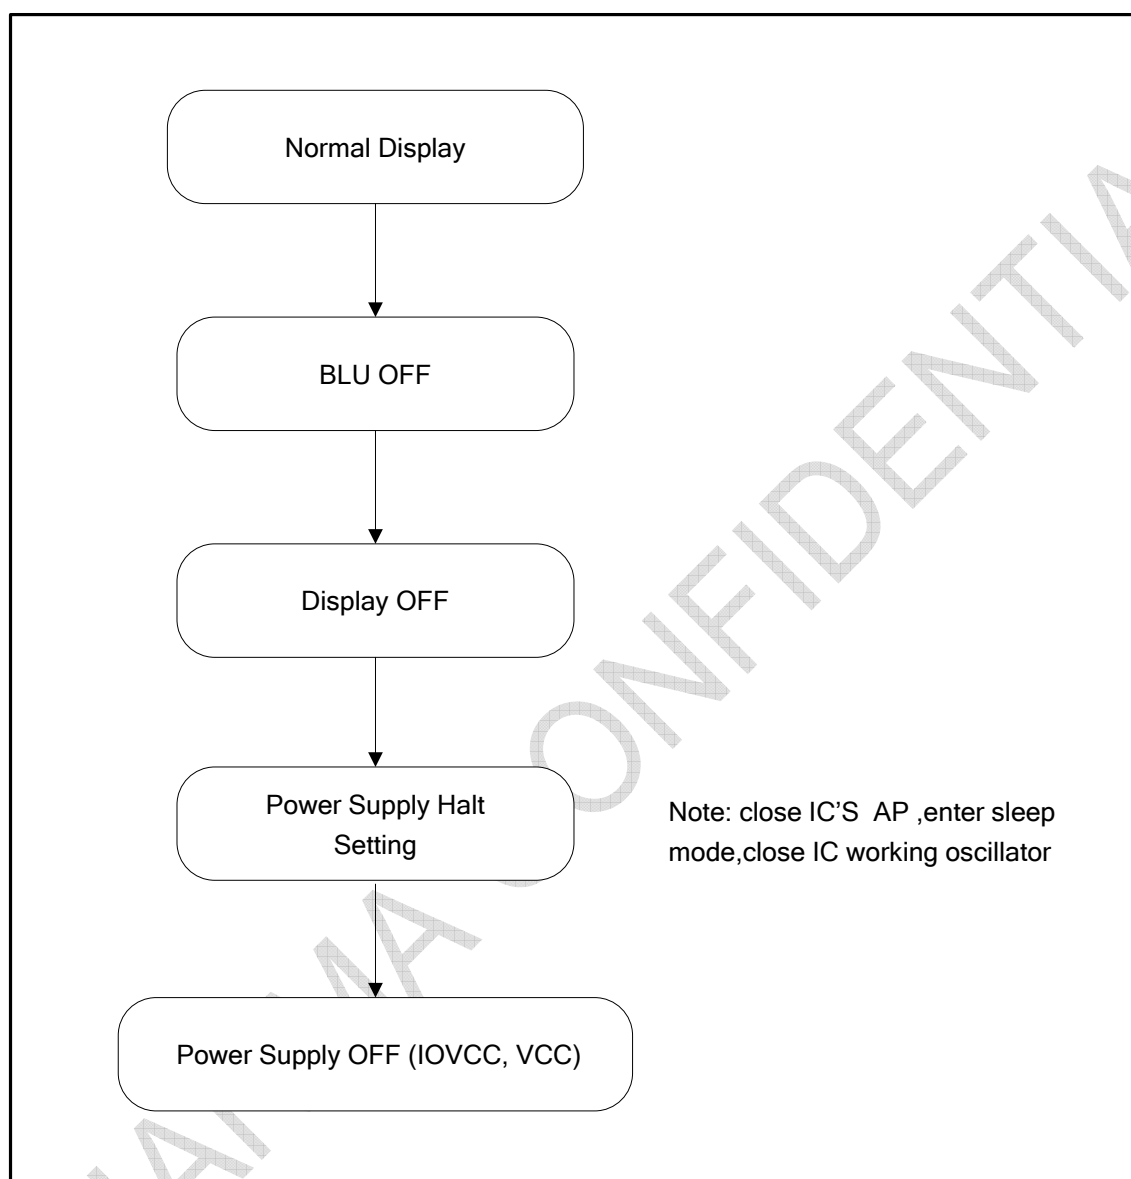 Normal Display
BLU OFF
Display OFF
Power Supply Halt
Setting
Note: close IC'S AP ,enter sleep
mode,close IC working oscillator
Power Supply OFF (IOVCC, VCC)
CONFIDENTIA